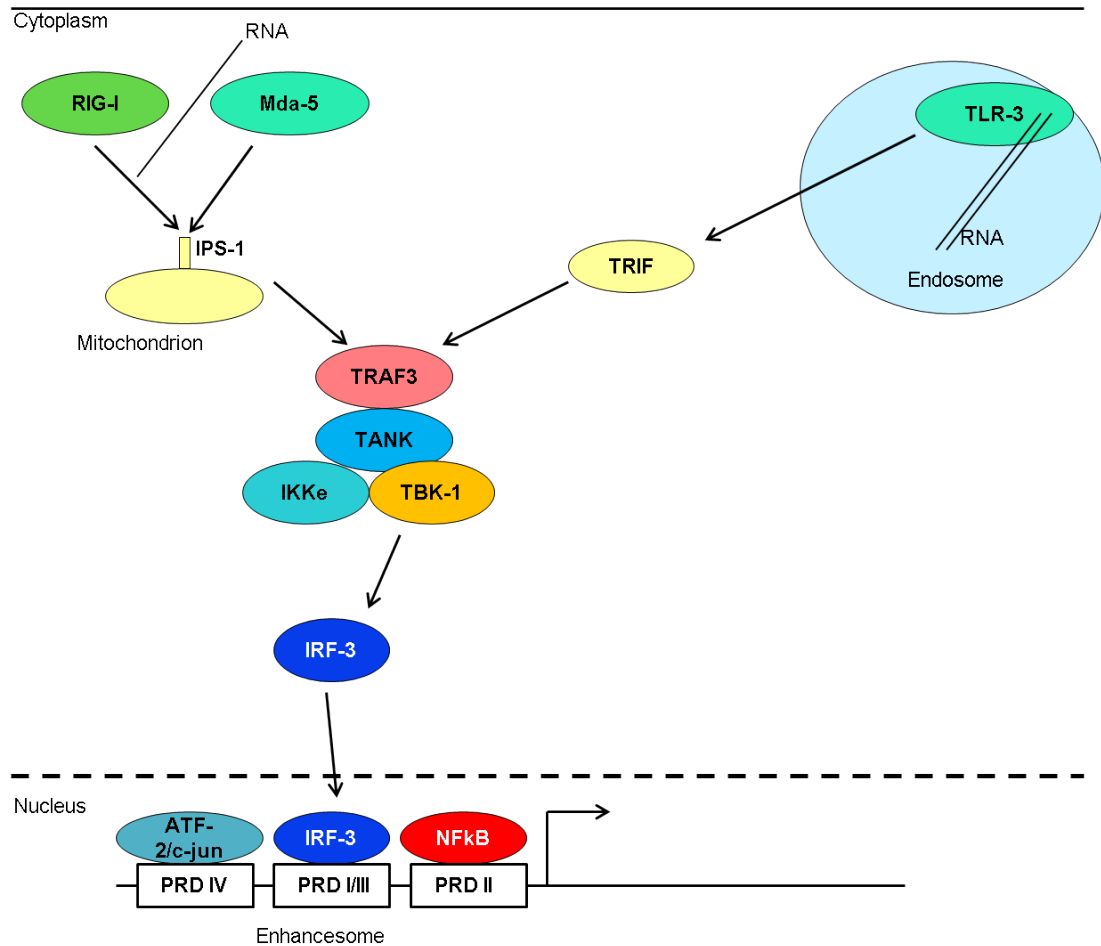 Cytoplasm
RNA
RIG-I
Mda-5
TLR-3
IPS-1
RNA
TRIF
Endosome
Mitochondrion
TRAF3
TANK
IKKe
TBK-1
IRF-3
Nucleus
ATF-
2/c-jun
IRF-3
NFkB
PRD IV
PRD I/III
PRD II
Enhancesome